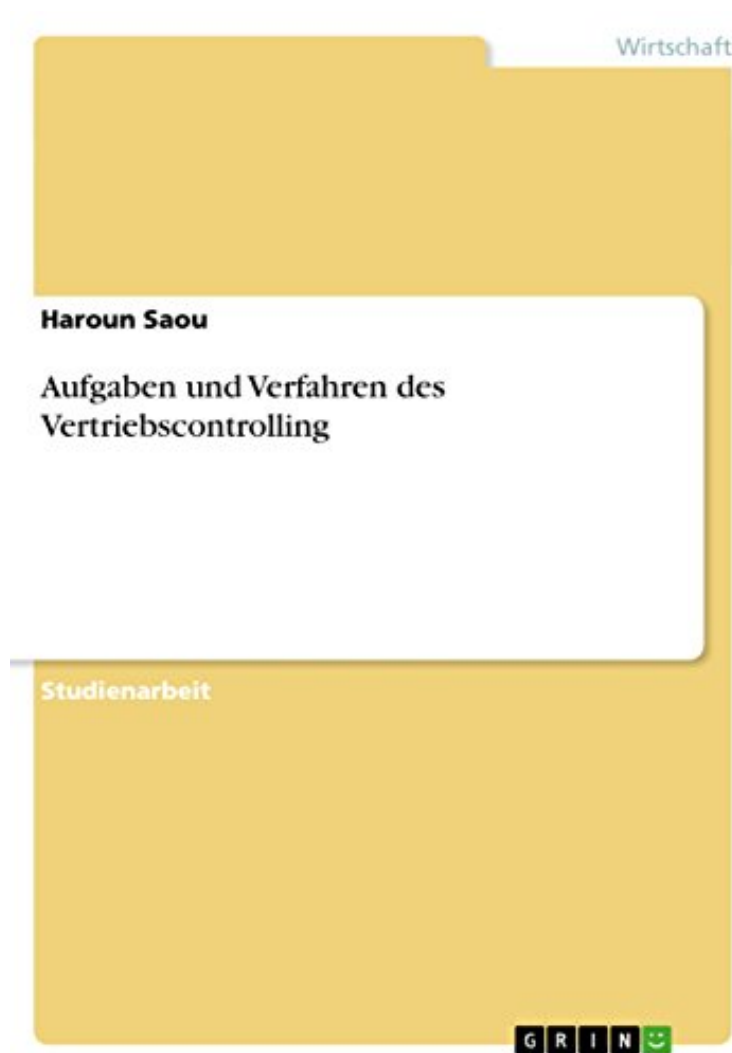 Wirtschaft
Haroun Saou
Aufgaben und Verfahren des
Vertriebscontrolling
Studienarbeit
GRIN